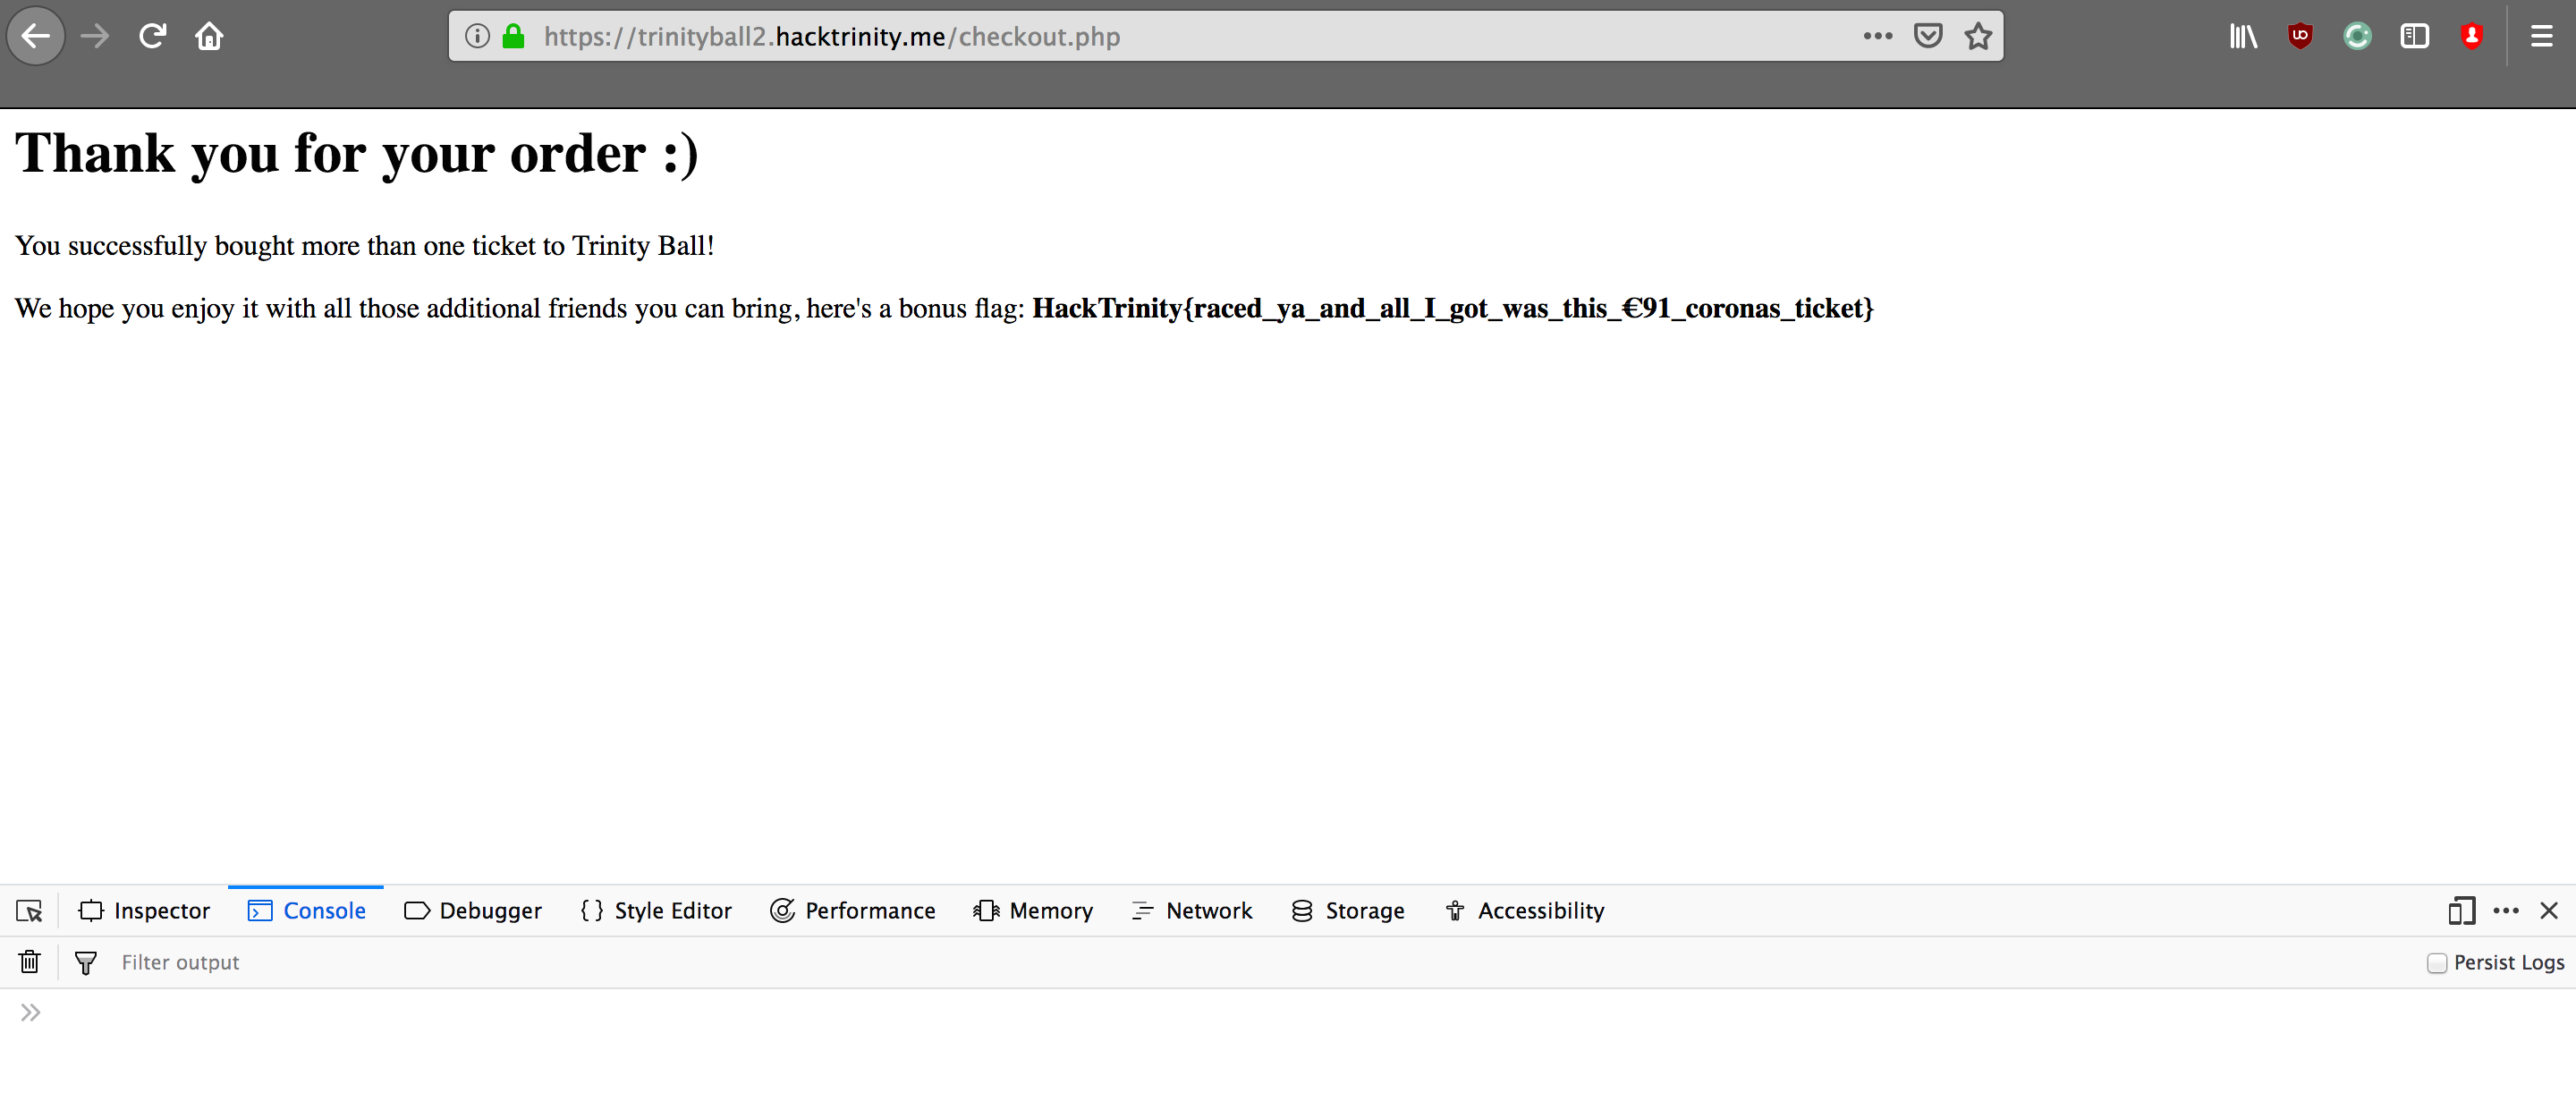 https://trinityball2.hacktrinity.me/checkout.php
Thank you for your order :)
You successfully bought more than one ticket to Trinity Ball!
We hope you enjoy it with all those additional friends you can bring, here's a bonus flag: HackTrinity{raced_ya_and_all_I_got_was_this_€91_coronas_ticket}
Inspector Console Debugger { } Style Editor Performance Memory Network Storage Accessibility
Filter output Persist Logs